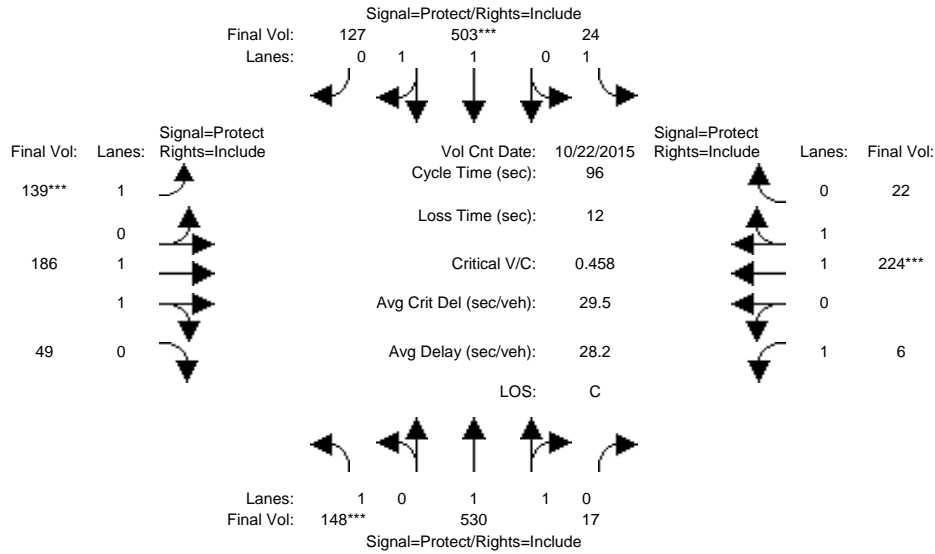 Signal=Protect/Rights=Include
Final Vol: 127 503*** 24
Lanes: 0 1 1 0 1
Signal=Protect
Final Vol: Lanes: Rights=Include
Vol Cnt Date: 10/22/2015
Signal=Protect
Rights=Include Lanes: Final Vol:
Cycle Time (sec): 96
139*** 1
0 22
Loss Time (sec): 12
0
1
186 1
Critical V/C: 0.458
1 224***
1
Avg Crit Del (sec/veh): 29.5
0
49 0
Avg Delay (sec/veh): 28.2
1 6
LOS: C
Lanes: 1 0 1 1 0
Final Vol: 148*** 530 17
Signal=Protect/Rights=Include